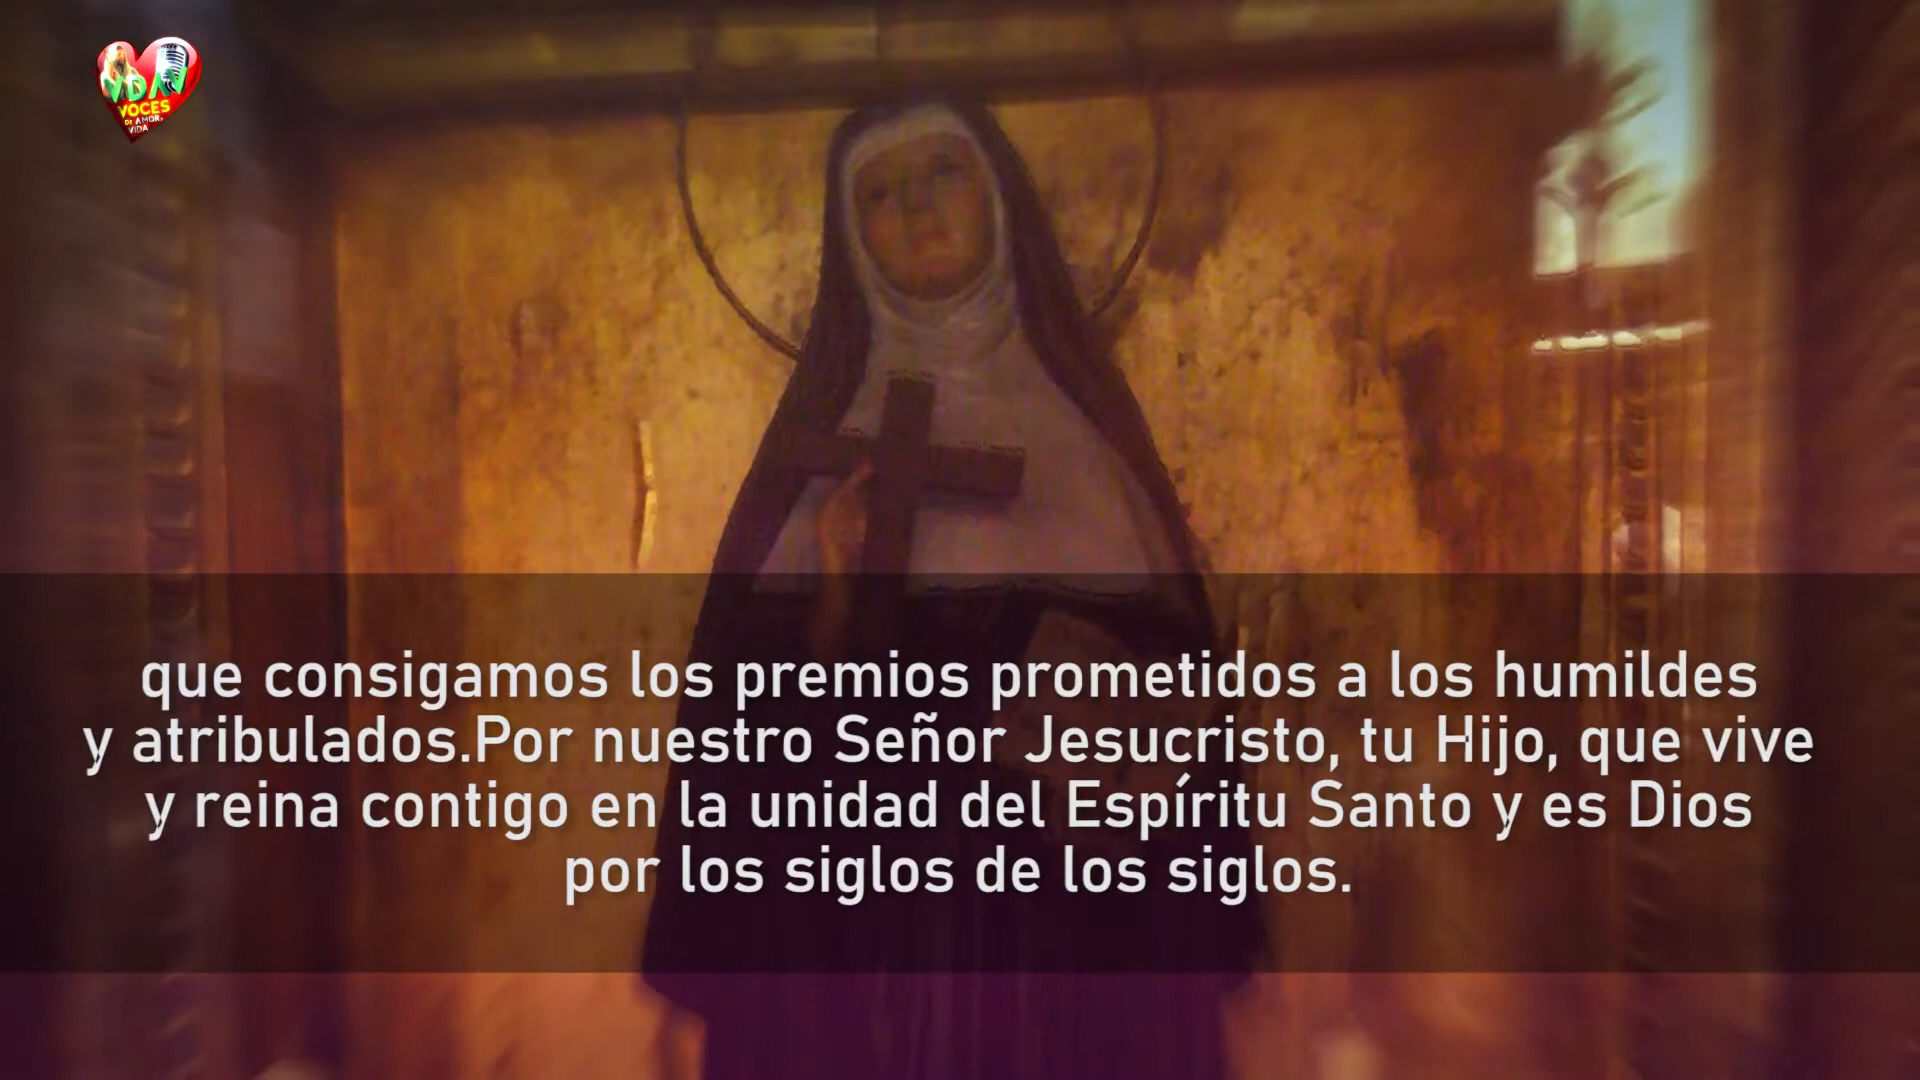 VDAV
VOCES
DE AMOR Y
VIDA
que consigamos los premios prometidos a los humildes
y atribulados.Por nuestro Señor Jesucristo, tu Hijo, que vive
y reina contigo en la unidad del Espíritu Santo y es Dios
por los siglos de los siglos.